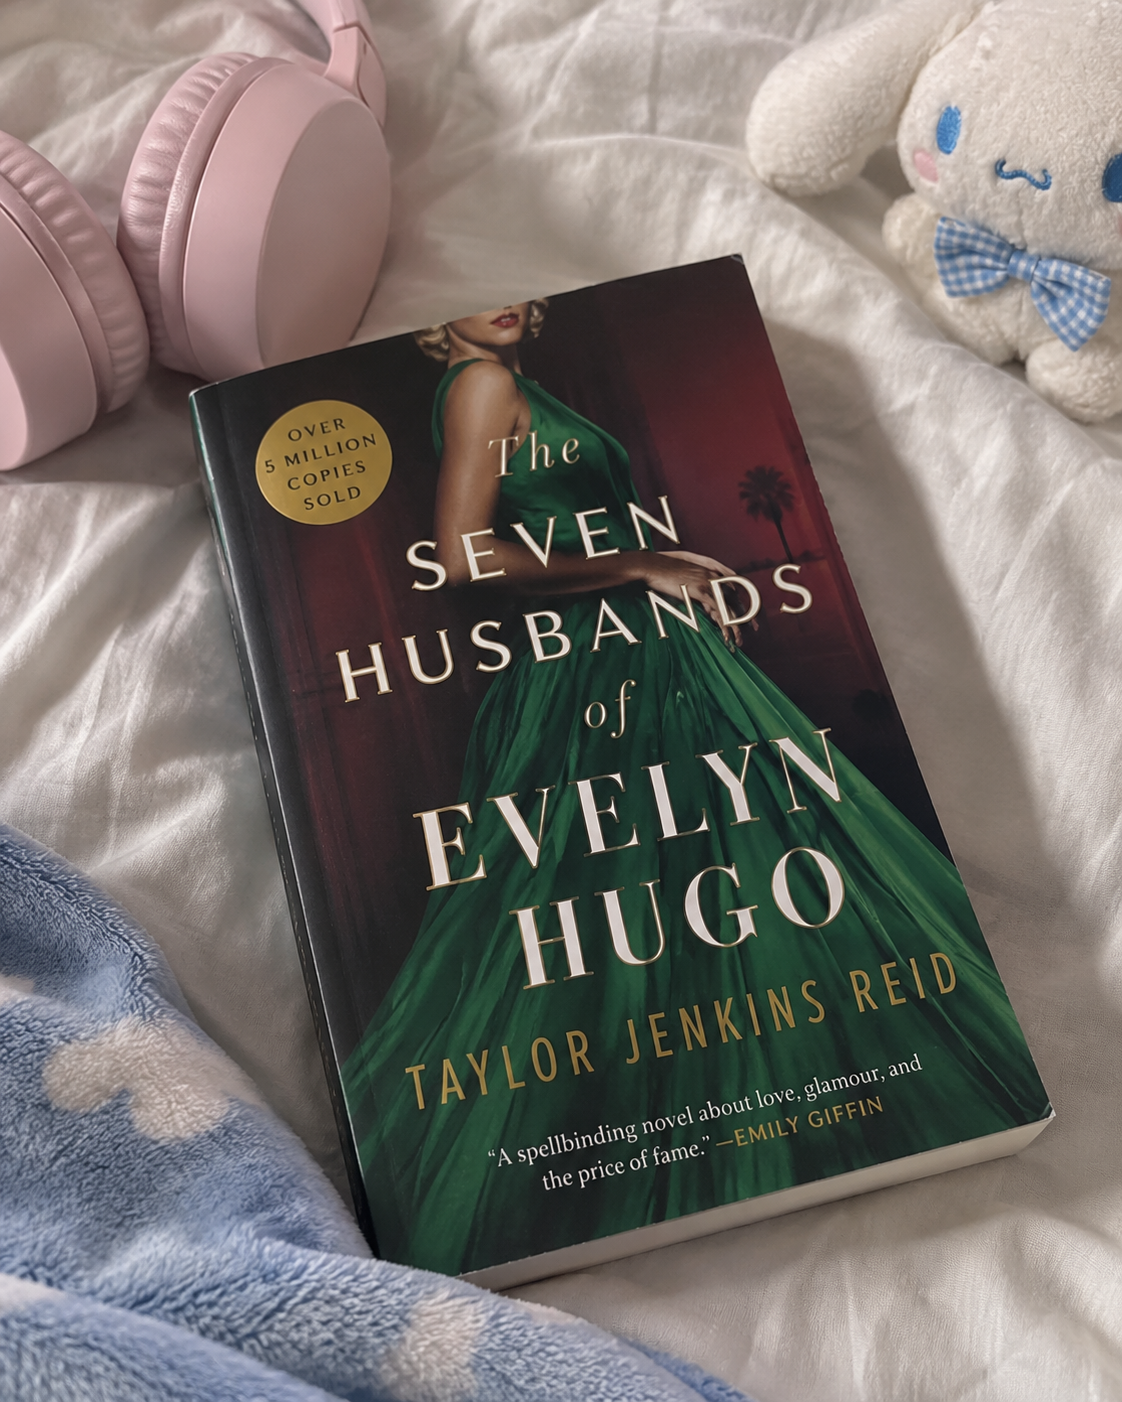 OVER
5 MILLION
COPIES
SOLD
The
SEVEN
HUSBANDS
of
EVELYN
HUGO
TAYLOR JENKINS REID
“A spellbinding novel about love, glamour, and
the price of fame.” —EMILY GIFFIN